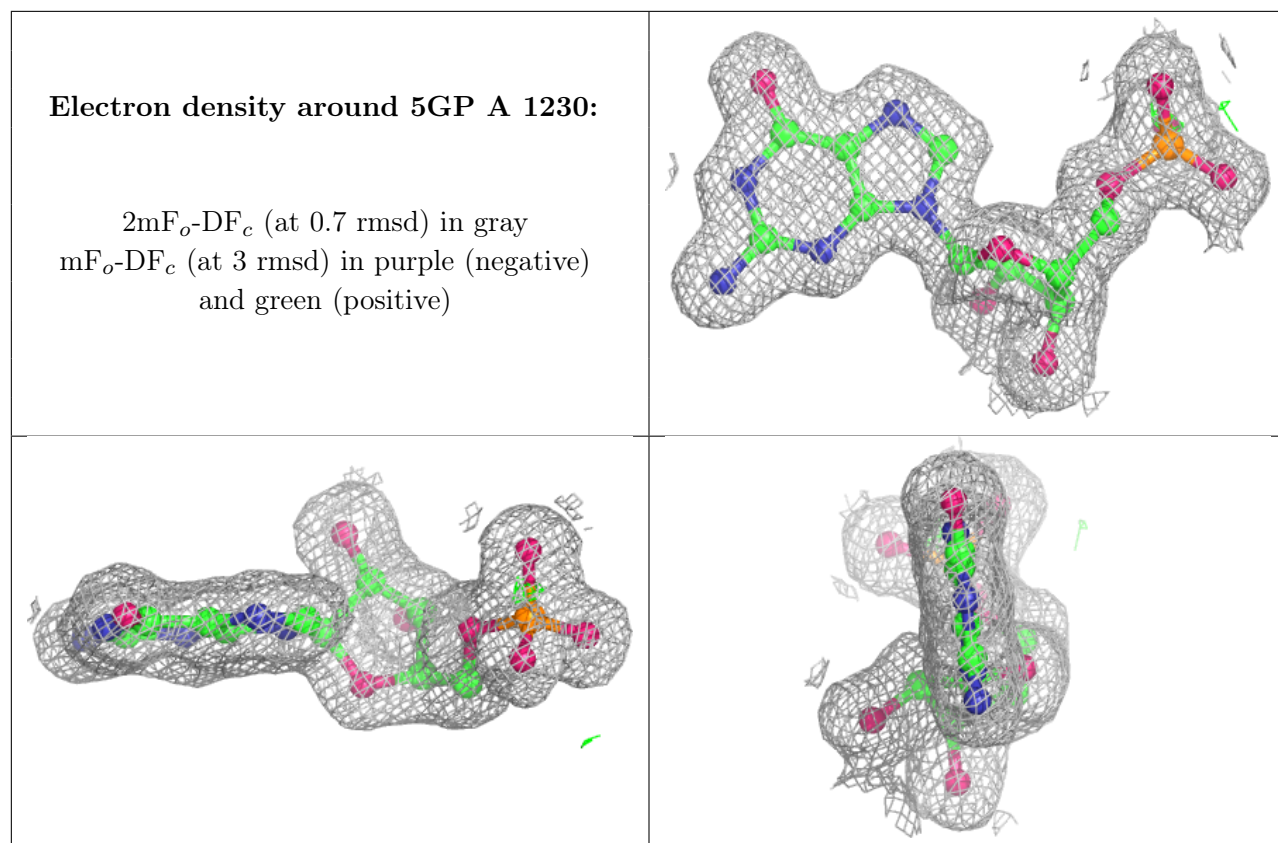 Electron density around 5GP A 1230:
2mFo-DFc (at 0.7 rmsd) in gray
mFo-DFc (at 3 rmsd) in purple (negative)
and green (positive)